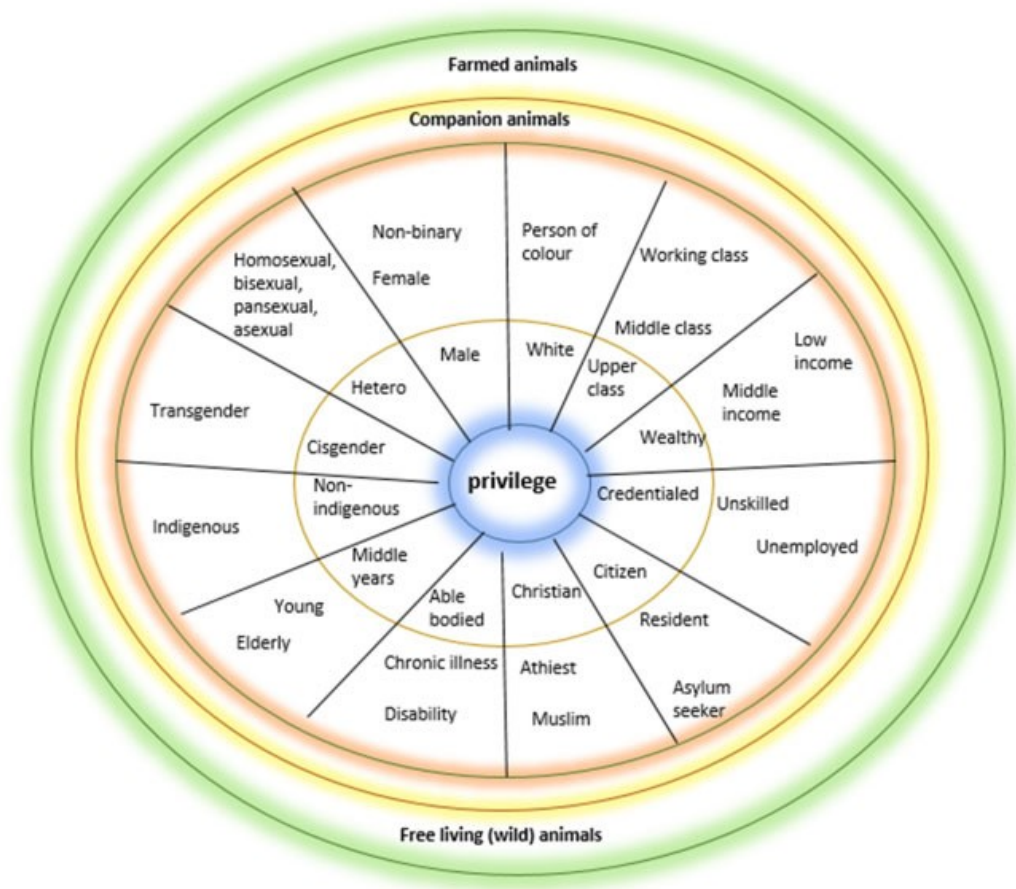 Farmed animals
Companion animals
Non-binary
Female
Male
Person of
colour
White
Working class
Middle class
Upper
class
Low
income
Middle
income
Wealthy
Homosexual,
bisexual,
pansexual,
asexual
Hetero
Transgender
Cisgender
privilege
Credentialed
Unskilled
Unemployed
Non-
indigenous
Indigenous
Middle
years
Young
Elderly
Able
bodied
Chronic illness
Disability
Christian
Athiest
Muslim
Citizen
Resident
Asylum
seeker
Free living (wild) animals